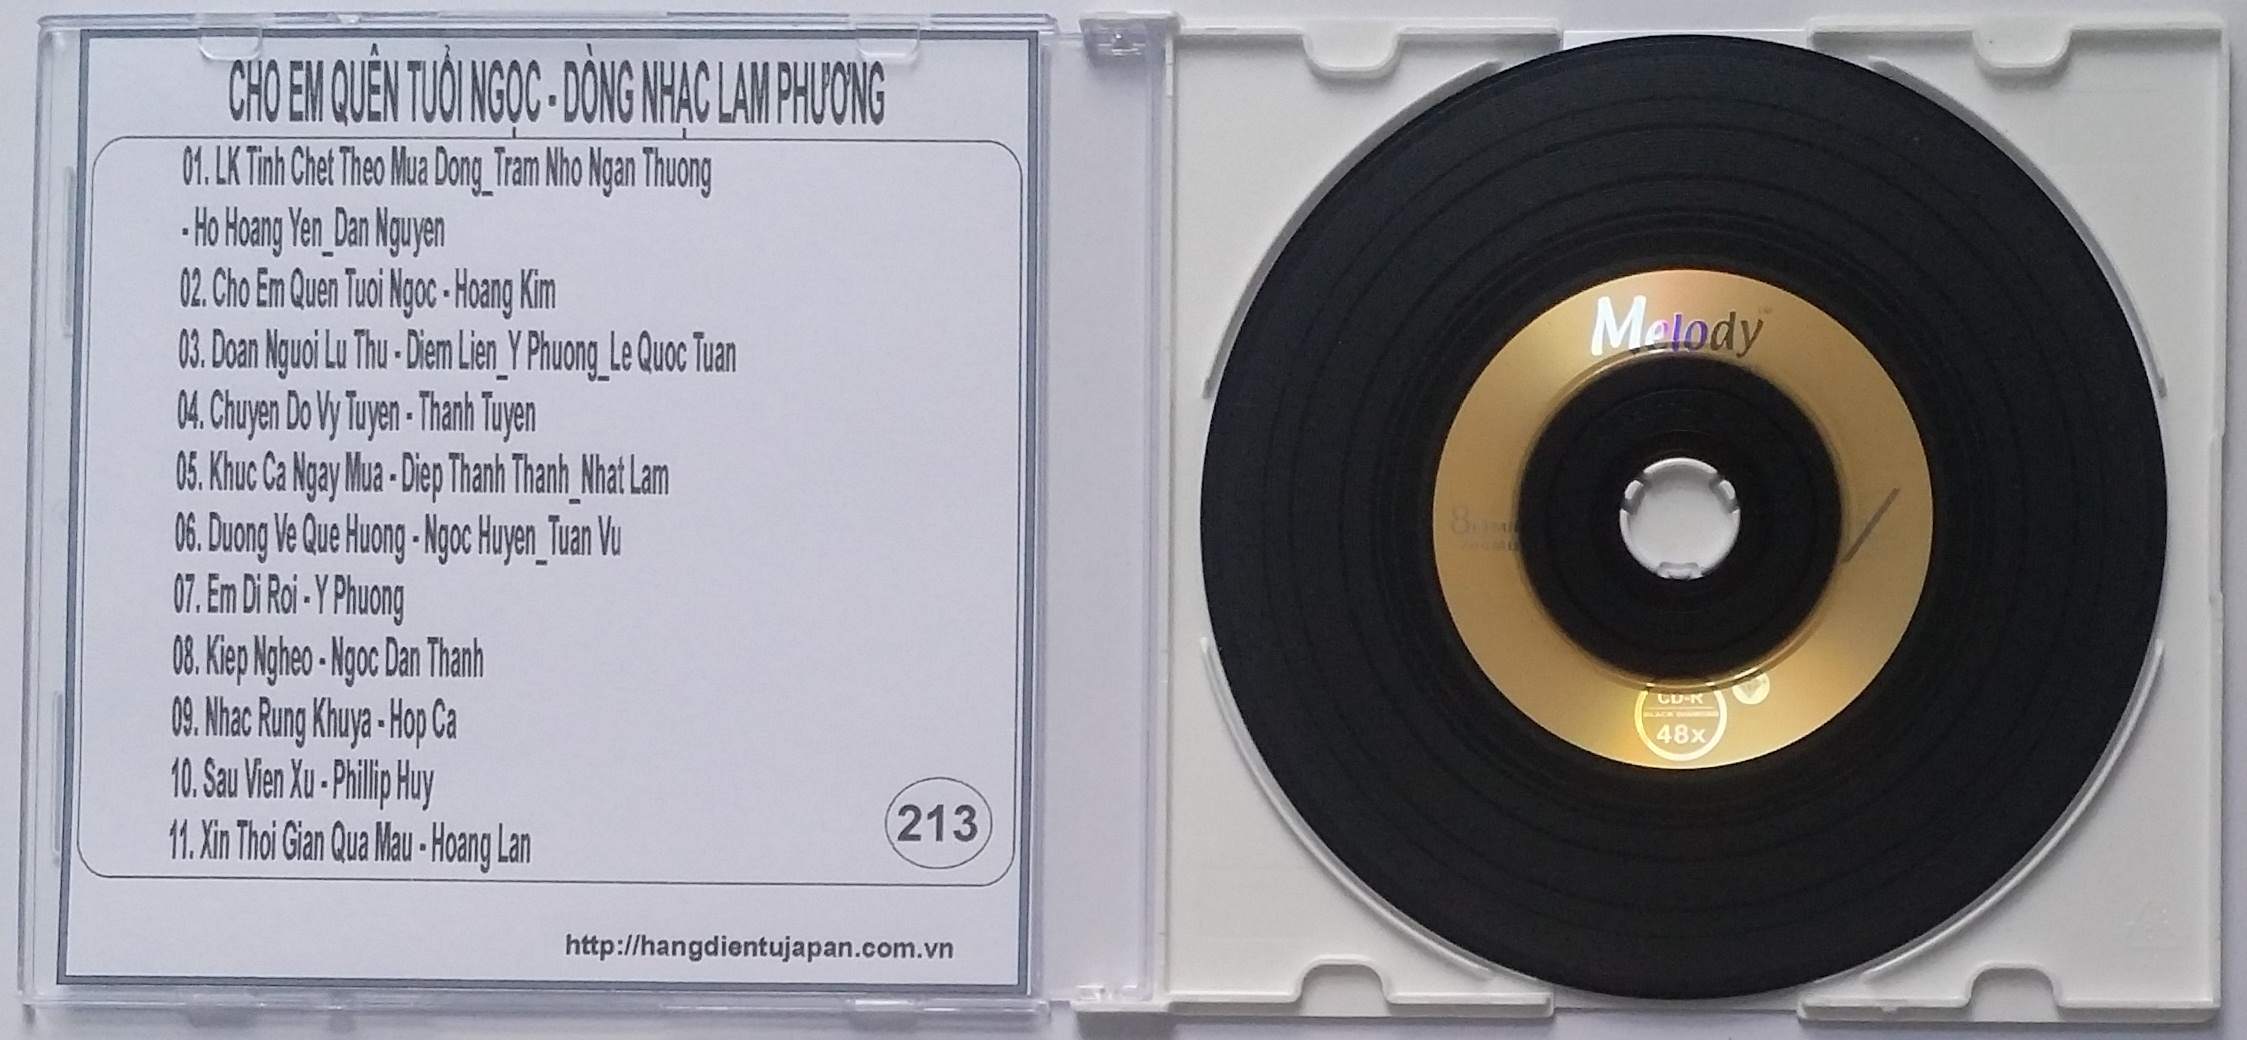 CHO EM QUÊN TUỔI NGỌC - DÒNG NHẠC LAM PHƯƠNG
01. LK Tinh Chet Theo Mua Dong_Tram Nho Ngan Thuong
- Ho Hoang Yen_Dan Nguyen
02. Cho Em Quen Tuoi Ngoc - Hoang Kim
03. Doan Nguoi Lu Thu - Diem Lien_Y Phuong_Le Quoc Tuan
04. Chuyen Do Vy Tuyen - Thanh Tuyen
05. Khuc Ca Ngay Mua - Diep Thanh Thanh_Nhat Lam
06. Duong Ve Que Huong - Ngoc Huyen_Tuan Vu
07. Em Di Roi - Y Phuong
08. Kiep Ngheo - Ngoc Dan Thanh
09. Nhac Rung Khuya - Hop Ca
10. Sau Vien Xu - Phillip Huy
11. Xin Thoi Gian Qua Mau - Hoang Lan
213
http://hangdientujapan.com.vn
Melody™
CD-R
BLACK DIAMOND
48x